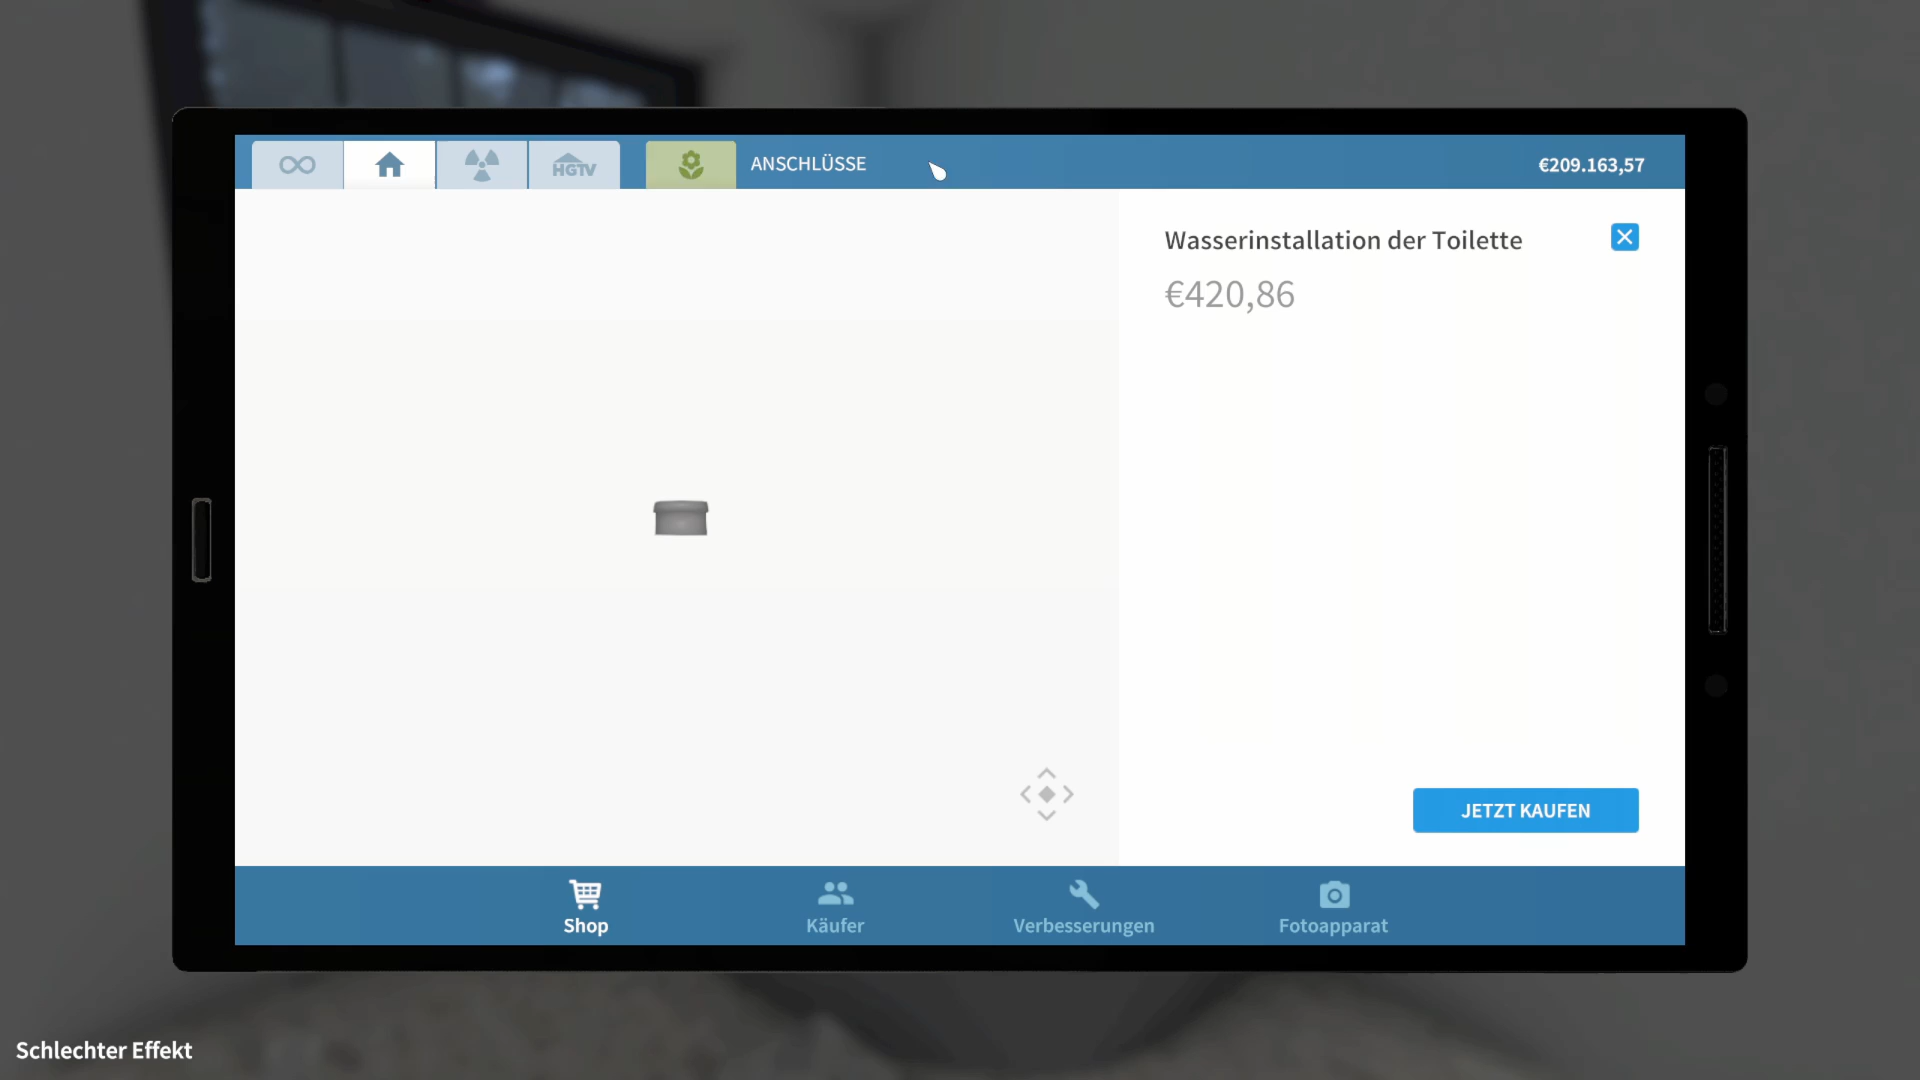 HGTV
ANSCHLÜSSE
€209.163,57
Wasserinstallation der Toilette
€420,86
JETZT KAUFEN
Shop
Käufer
Verbesserungen
Fotoapparat
Schlechter Effekt